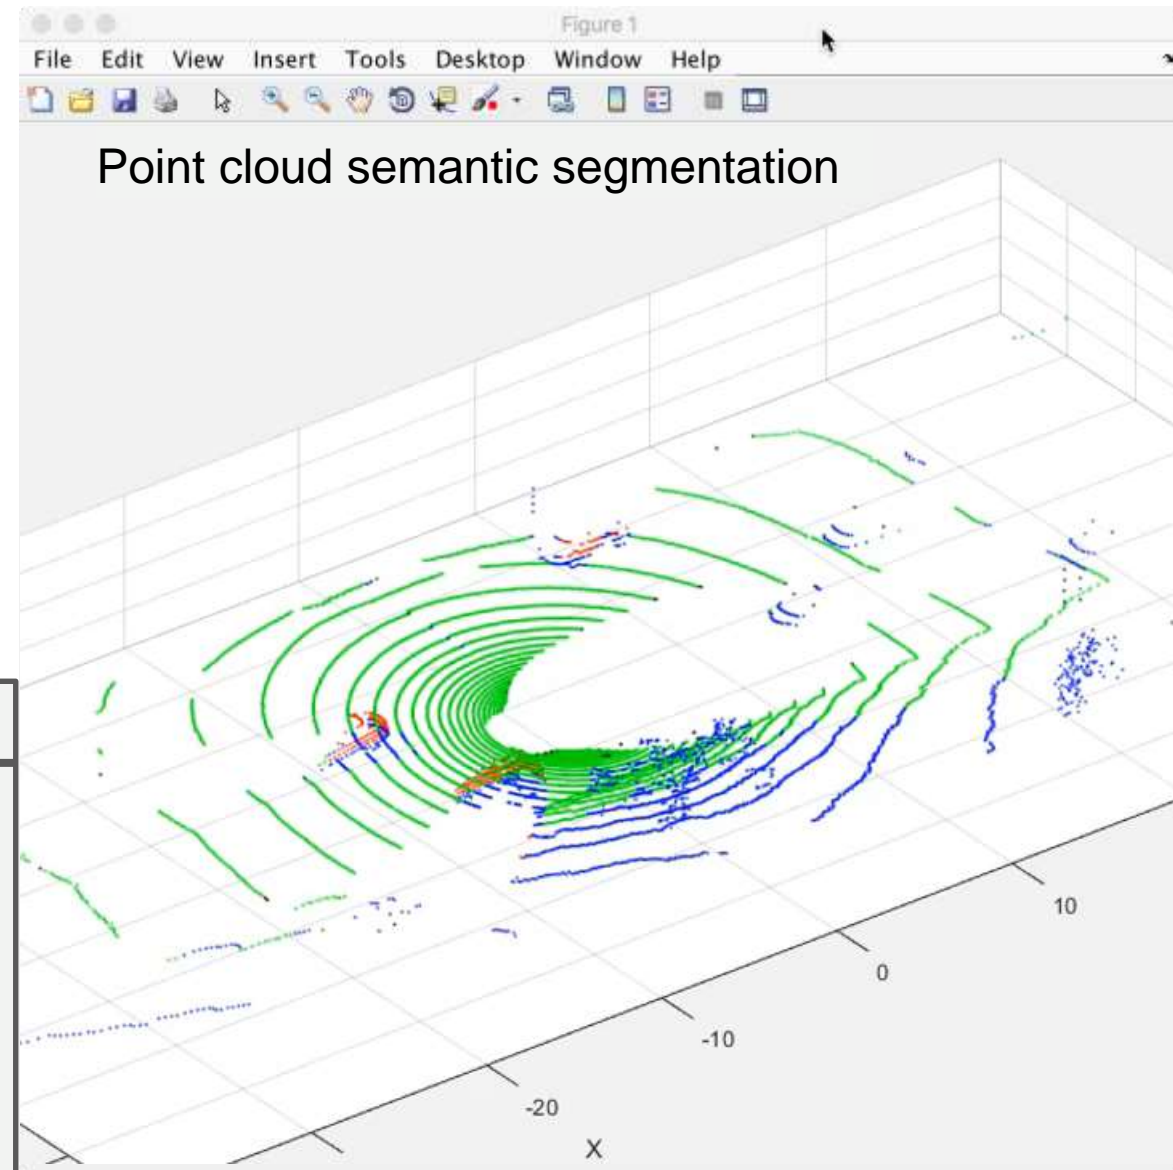 Figure 1
File Edit View Insert Tools Desktop Window Help
Point cloud semantic segmentation
10
0
-10
-20
X